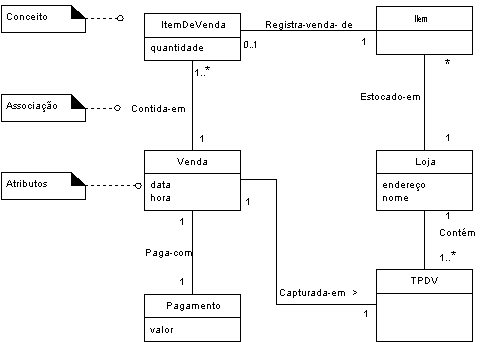 Conceito
ItemDeVenda
Registra-venda- de
Item
quantidade
0..1
1
1..*
*
Associação
Contida-em
Estocado-em
1
1
Venda
Loja
Atributos
data
hora
endereço
nome
1
1
1
Contém
Paga-com
1..*
1
Pagamento
Capturada-em >
TPDV
1
valor